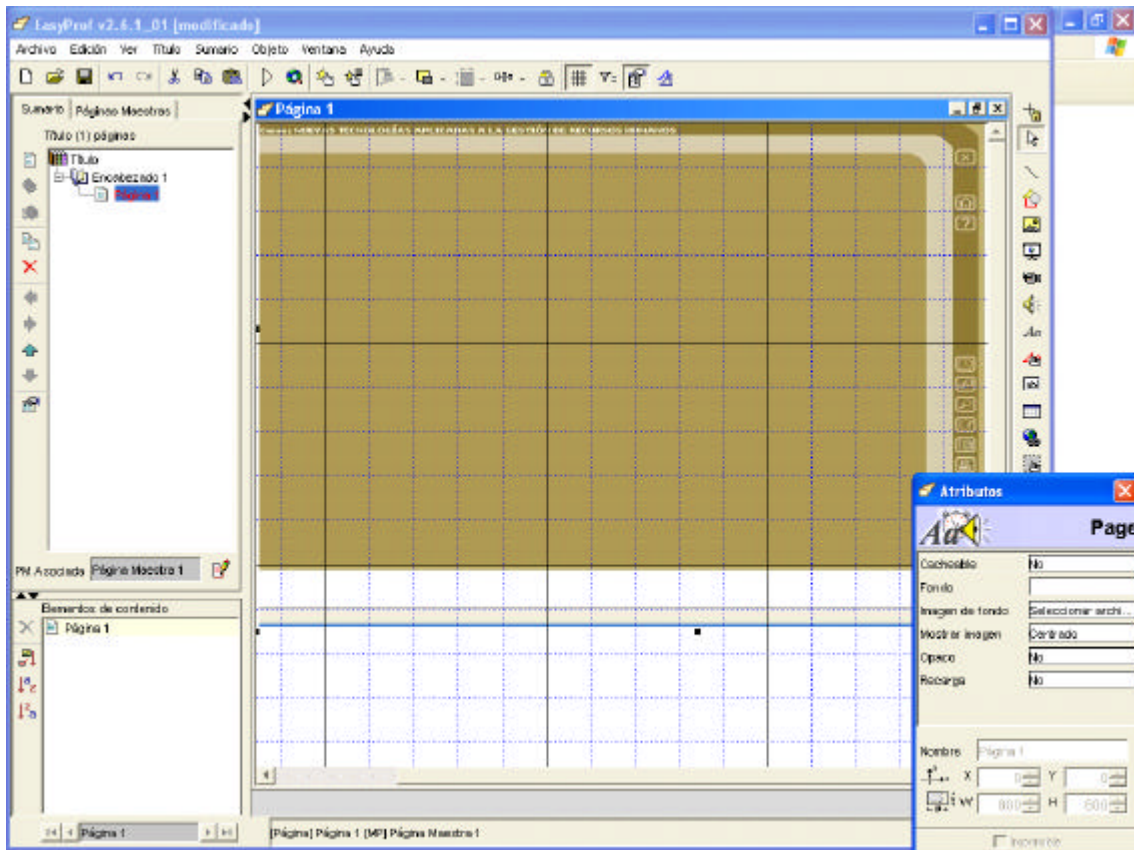 EasyProf v2.6.1_01 [modificado]
Archivo Edición Ver Título Sumario Objeto Ventana Ayuda
Sumario Páginas Maestras
Título (1) páginas
Título
Encabezado 1
Página 1
PM Asociada Página Maestra 1
Elementos de contenido
Página 1
Página 1
Página 1
NUEVAS TECNOLOGÍAS APLICADAS A LA GESTIÓN DE RECURSOS HUMANOS
[Página] Página 1 [MP] Página Maestra 1
Atributos
Page
Cacheable No
Fondo
Imagen de fondo Seleccionar archi...
Mostrar imagen Centrado
Opaco No
Recarga No
Nombre Página 1
X 0 Y 0
W 800 H 600
Imprimible